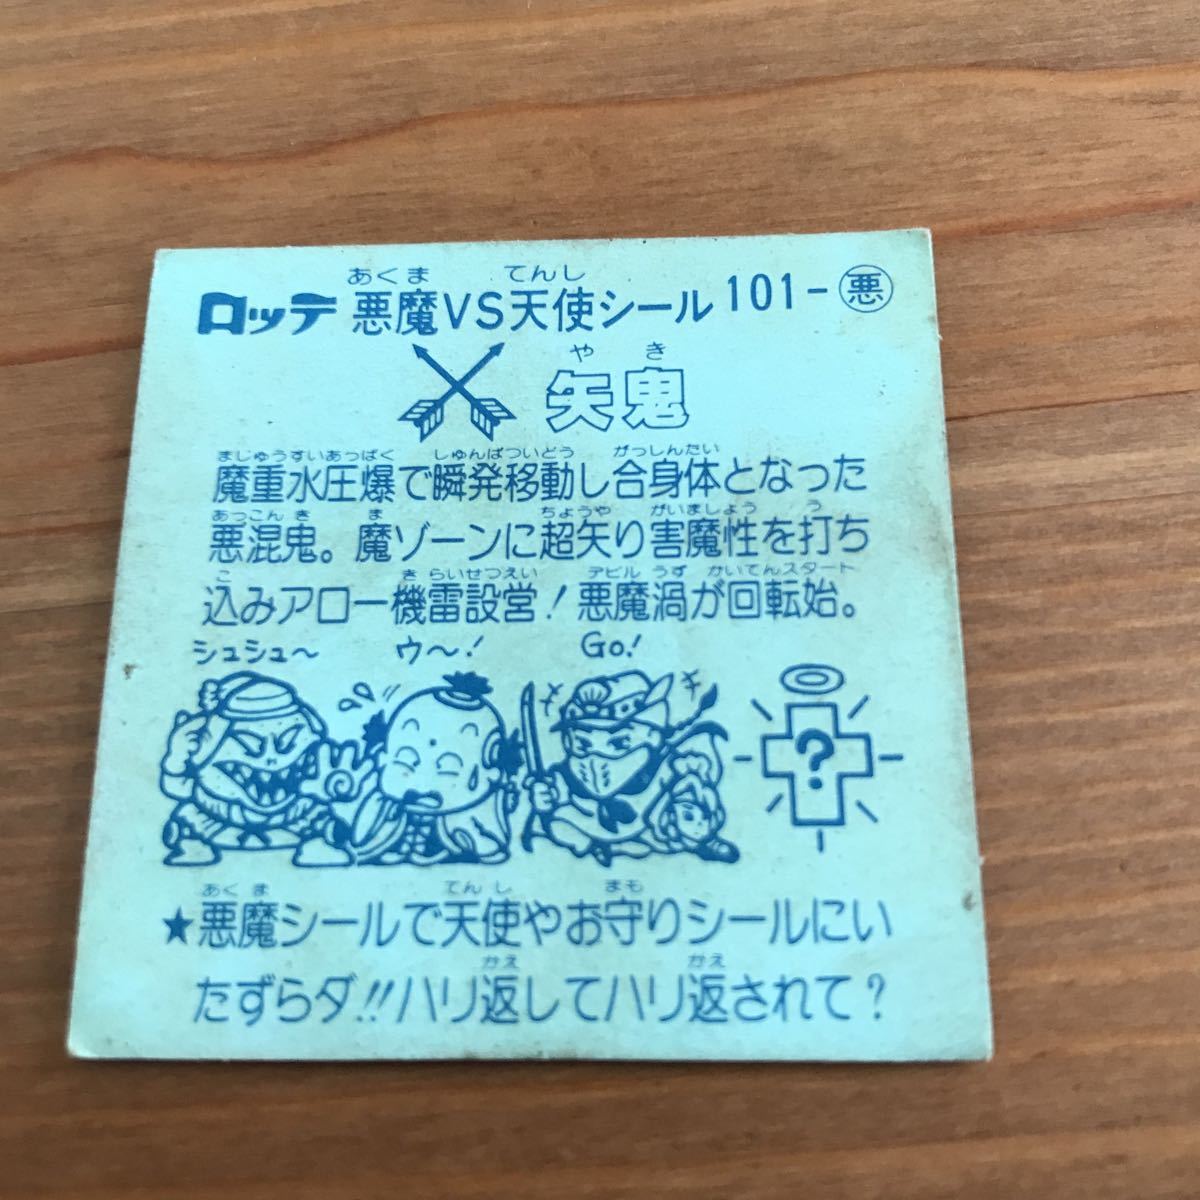 あくま てんし
ロッテ 悪魔VS天使シール 101-悪
やき
矢鬼
まじゅうすいあっばく しゅんぱついどう がっしんたい
魔重水圧爆で瞬発移動し合身体となった
あっこんき ま ちょうや がいましょう う
悪混鬼。魔ゾーンに超矢り害魔性を打ち
こ きらいせつえい デビルうず かいてんスタート
込みアロー機雷設営!悪魔渦が回転始。
シュシュ〜 ウ〜! Go!
?
あくま てんし まも
★悪魔シールで天使やお守りシールにい
かえ かえ
たずらダ!!ハリ返してハリ返されて?